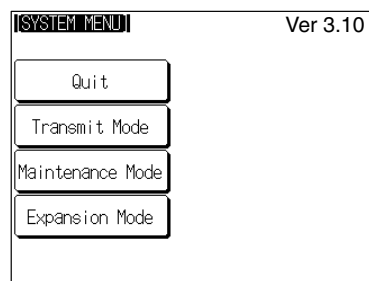 [SYSTEM MENU]
Ver 3.10
Quit
Transmit Mode
Maintenance Mode
Expansion Mode